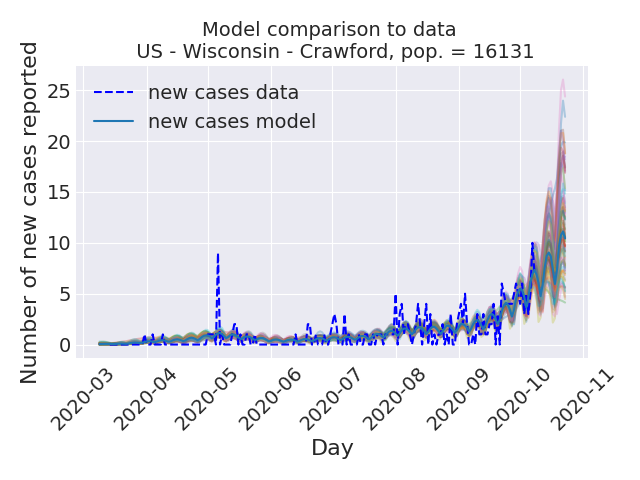 Model comparison to data
US - Wisconsin - Crawford, pop. = 16131
Number of new cases reported
25
20
15
10
5
0
new cases data
new cases model
2020-03
2020-04
2020-05
2020-06
2020-07
2020-08
2020-09
2020-10
2020-11
Day